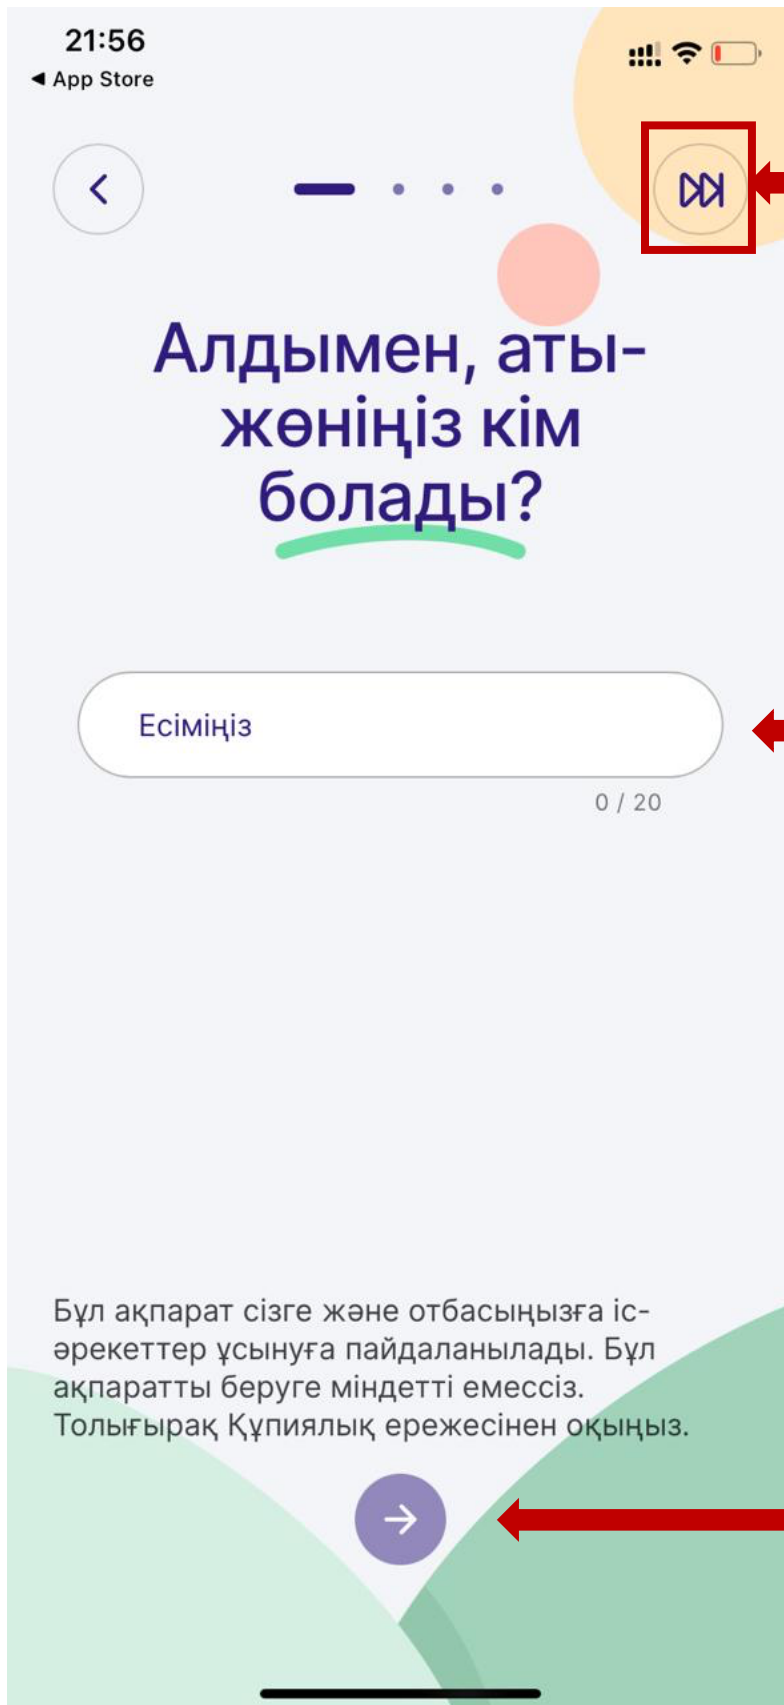 21:56
◀ App Store
Алдымен, аты-
жөніңіз кім
болады?
Есіміңіз
0 / 20
Бұл ақпарат сізге және отбасыңызға іс-
әрекеттер ұсынуға пайдаланылады. Бұл
ақпаратты беруге міндетті емессіз.
Толығырақ Құпиялық ережесінен оқыңыз.